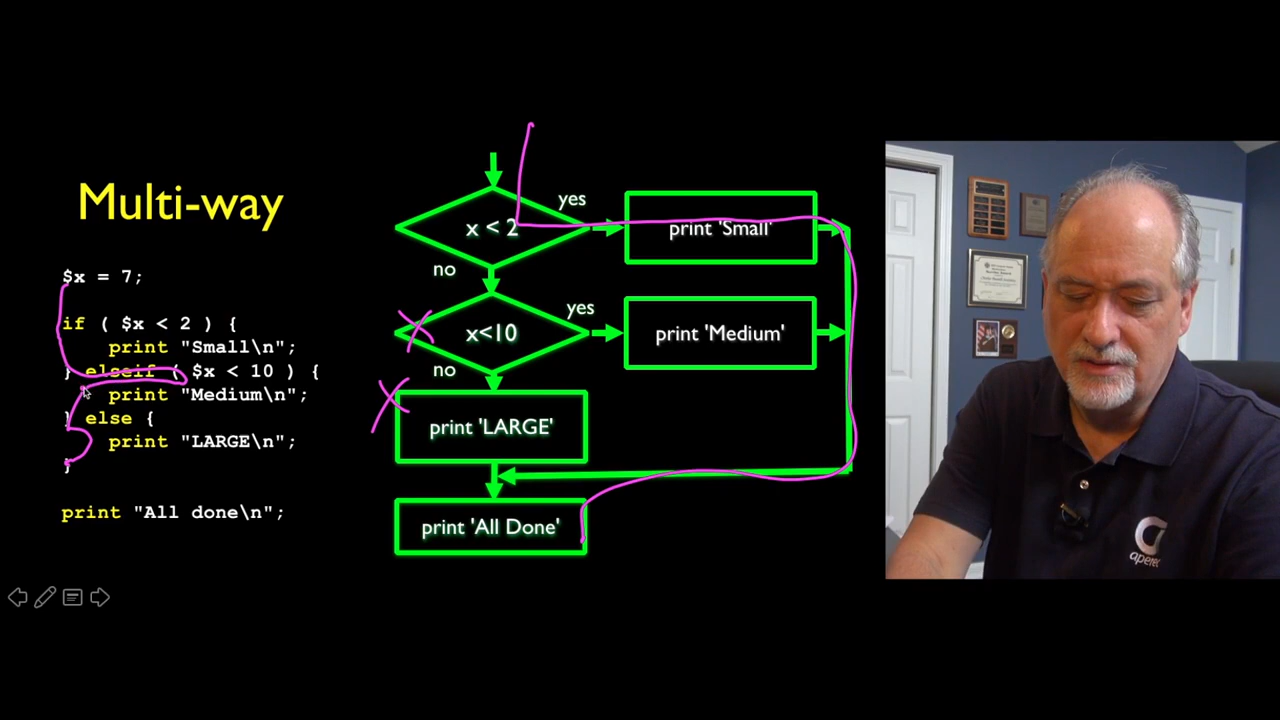 Multi-way
$x = 7;
if ( $x < 2 ) {
print "Small\n";
} elseif ( $x < 10 ) {
print "Medium\n";
} else {
print "LARGE\n";
}
print "All done\n";
x < 2
yes
print 'Small'
no
x<10
yes
print 'Medium'
no
print 'LARGE'
print 'All Done'